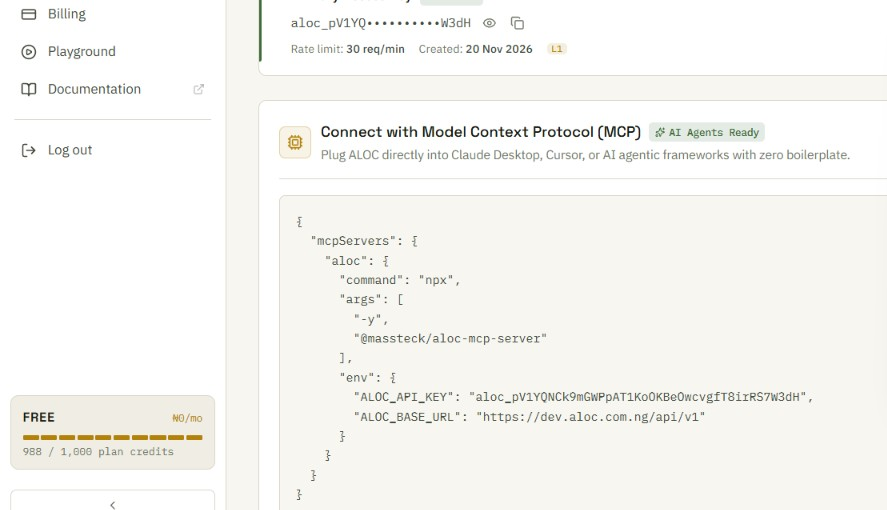 Billing
Playground
Documentation
Log out
FREE
₦0/mo
988 / 1,000 plan credits
aloc_pV1YQ••••••••••W3dH
Rate limit: 30 req/min Created: 20 Nov 2026 L1
Connect with Model Context Protocol (MCP) AI Agents Ready
Plug ALOC directly into Claude Desktop, Cursor, or AI agentic frameworks with zero boilerplate.
{
"mcpServers": {
"aloc": {
"command": "npx",
"args": [
"-y",
"@massteck/aloc-mcp-server"
],
"env": {
"ALOC_API_KEY": "aloc_pV1YQNCk9mGWPpAT1KoOKBeOwcvgfT8irRS7W3dH",
"ALOC_BASE_URL": "https://dev.aloc.com.ng/api/v1"
}
}
}
}